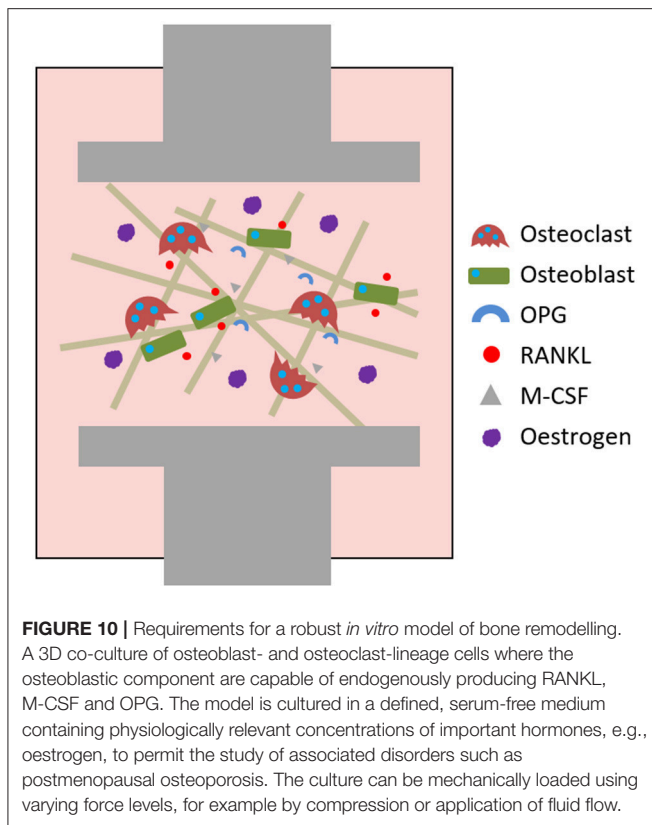 Osteoclast
Osteoblast
OPG
RANKL
M-CSF
Oestrogen
FIGURE 10 | Requirements for a robust in vitro model of bone remodelling.
A 3D co-culture of osteoblast- and osteoclast-lineage cells where the
osteoblastic component are capable of endogenously producing RANKL,
M-CSF and OPG. The model is cultured in a defined, serum-free medium
containing physiologically relevant concentrations of important hormones, e.g.,
oestrogen, to permit the study of associated disorders such as
postmenopausal osteoporosis. The culture can be mechanically loaded using
varying force levels, for example by compression or application of fluid flow.